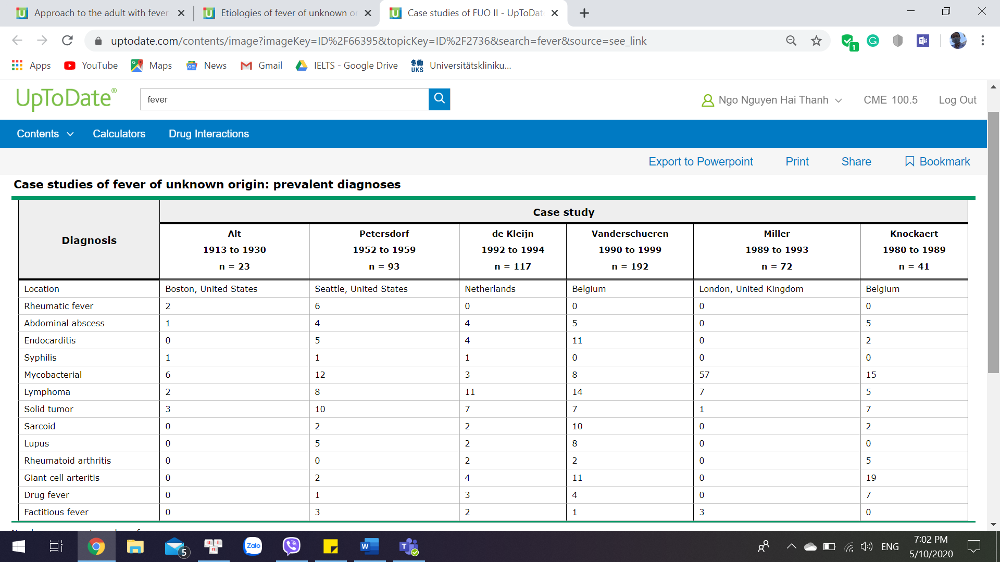 Approach to the adult with fever
Etiologies of fever of unknown or
Case studies of FUO II - UpToDate
uptodate.com/contents/image?imageKey=ID%2F66395&topicKey=ID%2F2736&search=fever&source=see_link
1
Apps YouTube Maps News Gmail IELTS - Google Drive UKS Universitätskliniku...
UpToDate® fever Ngo Nguyen Hai Thanh CME 100.5 Log Out
Contents Calculators Drug Interactions
Export to Powerpoint Print Share Bookmark
Case studies of fever of unknown origin: prevalent diagnoses
Diagnosis Case study
Alt Petersdorf de Kleijn Vanderschueren Miller Knockaert
1913 to 1930 1952 to 1959 1992 to 1994 1990 to 1999 1989 to 1993 1980 to 1989
n = 23 n = 93 n = 117 n = 192 n = 72 n = 41
Location Boston, United States Seattle, United States Netherlands Belgium London, United Kingdom Belgium
Rheumatic fever 2 6 0 0 0 0
Abdominal abscess 1 4 4 5 0 5
Endocarditis 0 5 4 11 0 2
Syphilis 1 1 1 0 0 0
Mycobacterial 6 12 3 8 57 15
Lymphoma 2 8 11 14 7 5
Solid tumor 3 10 7 7 1 7
Sarcoid 0 2 2 10 0 2
Lupus 0 5 2 8 0 0
Rheumatoid arthritis 0 0 2 2 0 5
Giant cell arteritis 0 2 4 11 0 19
Drug fever 0 1 3 4 0 7
Factitious fever 0 3 2 1 3 0
5 Zalo ENG 7:02 PM
5/10/2020